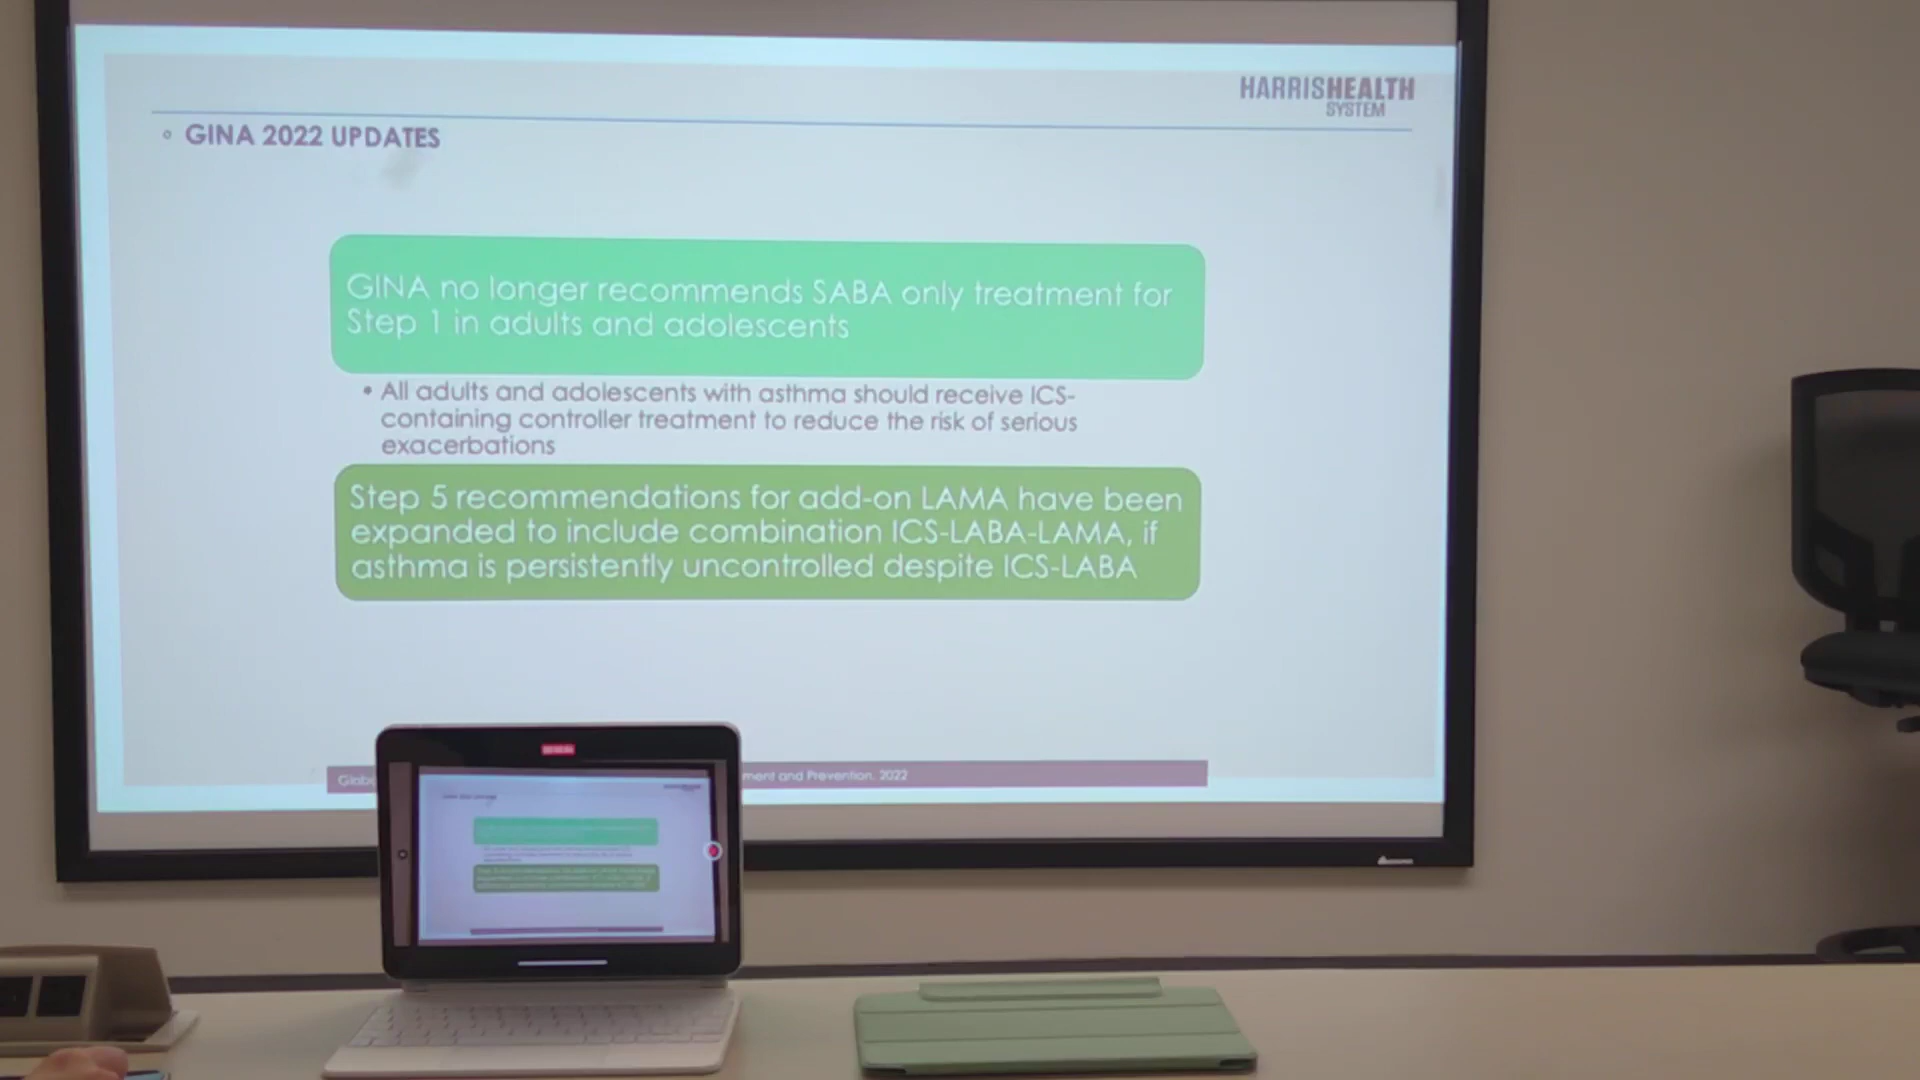 HARRISHEALTH
SYSTEM
GINA 2022 UPDATES
GINA no longer recommends SABA only treatment for
Step 1 in adults and adolescents
• All adults and adolescents with asthma should receive ICS-
containing controller treatment to reduce the risk of serious
exacerbations
Step 5 recommendations for add-on LAMA have been
expanded to include combination ICS-LABA-LAMA, if
asthma is persistently uncontrolled despite ICS-LABA
and Prevention, 2022